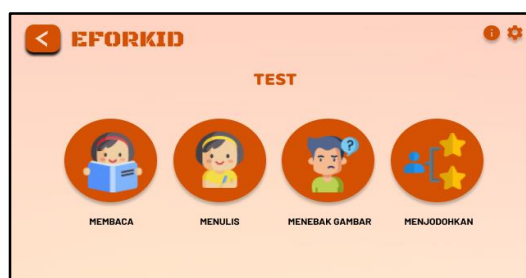 EFORKID
TEST
MEMBACA
MENULIS
MENEBAK GAMBAR
MENJODOHKAN